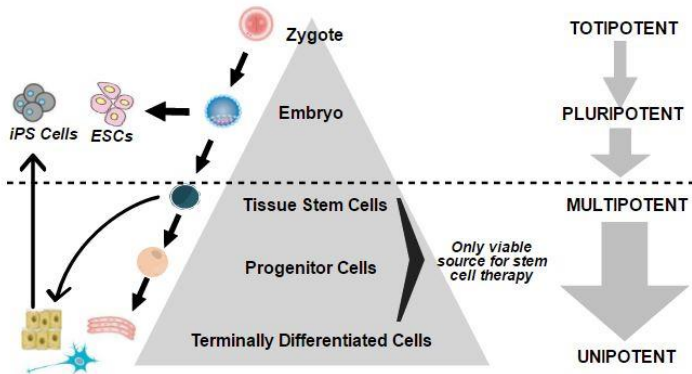 Zygote
TOTIPOTENT
iPS Cells
ESCs
Embryo
PLURIPOTENT
Tissue Stem Cells
MULTIPOTENT
Only viable
source for stem
cell therapy
Progenitor Cells
Terminally Differentiated Cells
UNIPOTENT